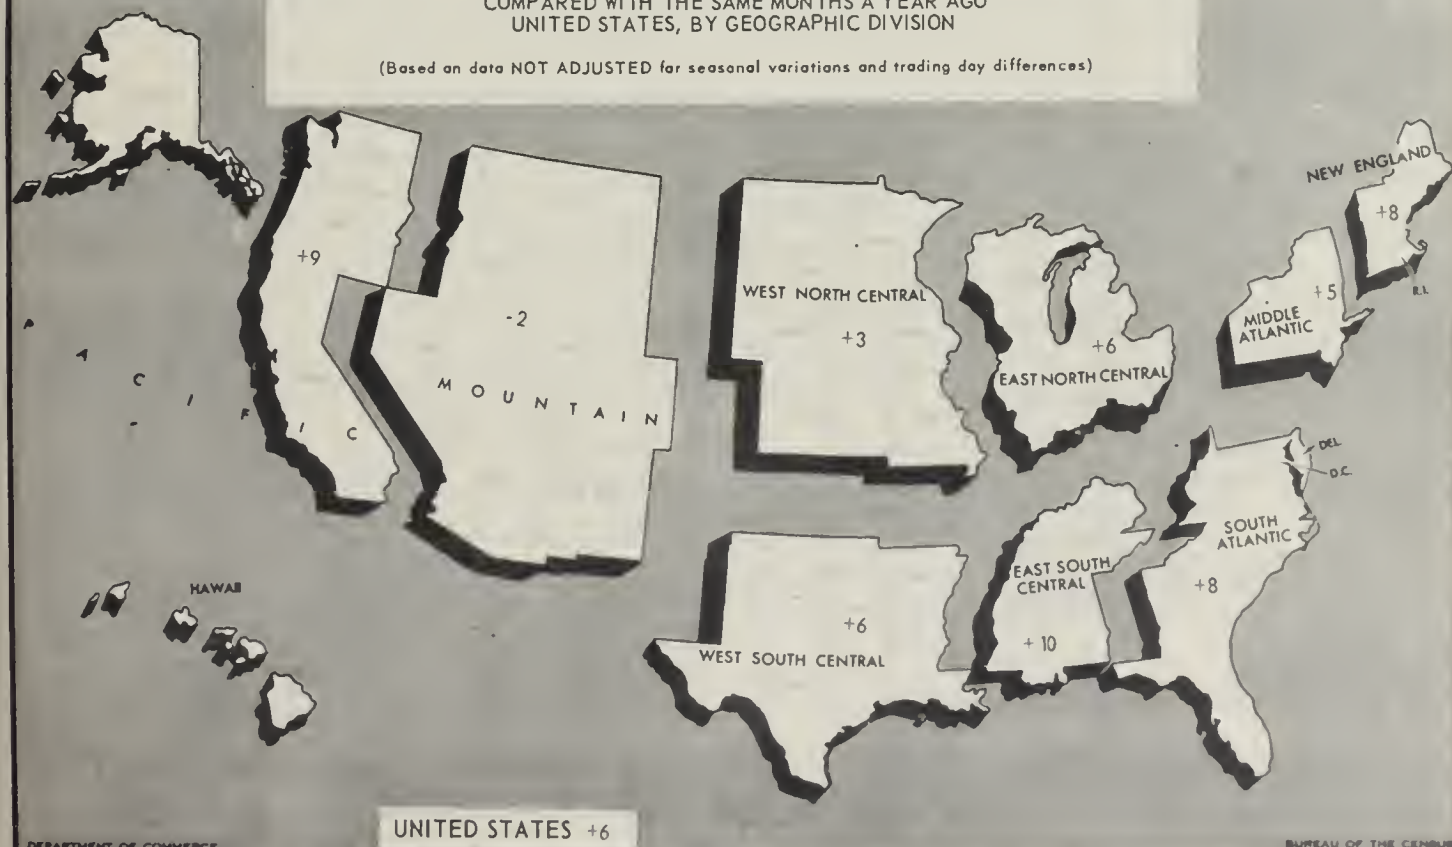 COMPARED WITH THE SAME MONTHS A YEAR AGO
UNITED STATES, BY GEOGRAPHIC DIVISION
(Based an data NOT ADJUSTED far seasonal variations and trading day differences)
NEW ENGLAND
+8
R.I.
+9
-2
MOUNTAIN
PACIFIC
WEST NORTH CENTRAL
+3
+6
EAST NORTH CENTRAL
+5
MIDDLE
ATLANTIC
DEL.
D.C.
SOUTH
ATLANTIC
+8
EAST SOUTH
CENTRAL
+10
+6
WEST SOUTH CENTRAL
HAWAII
UNITED STATES +6
DEPARTMENT OF COMMERCE
BUREAU OF THE CENSUS